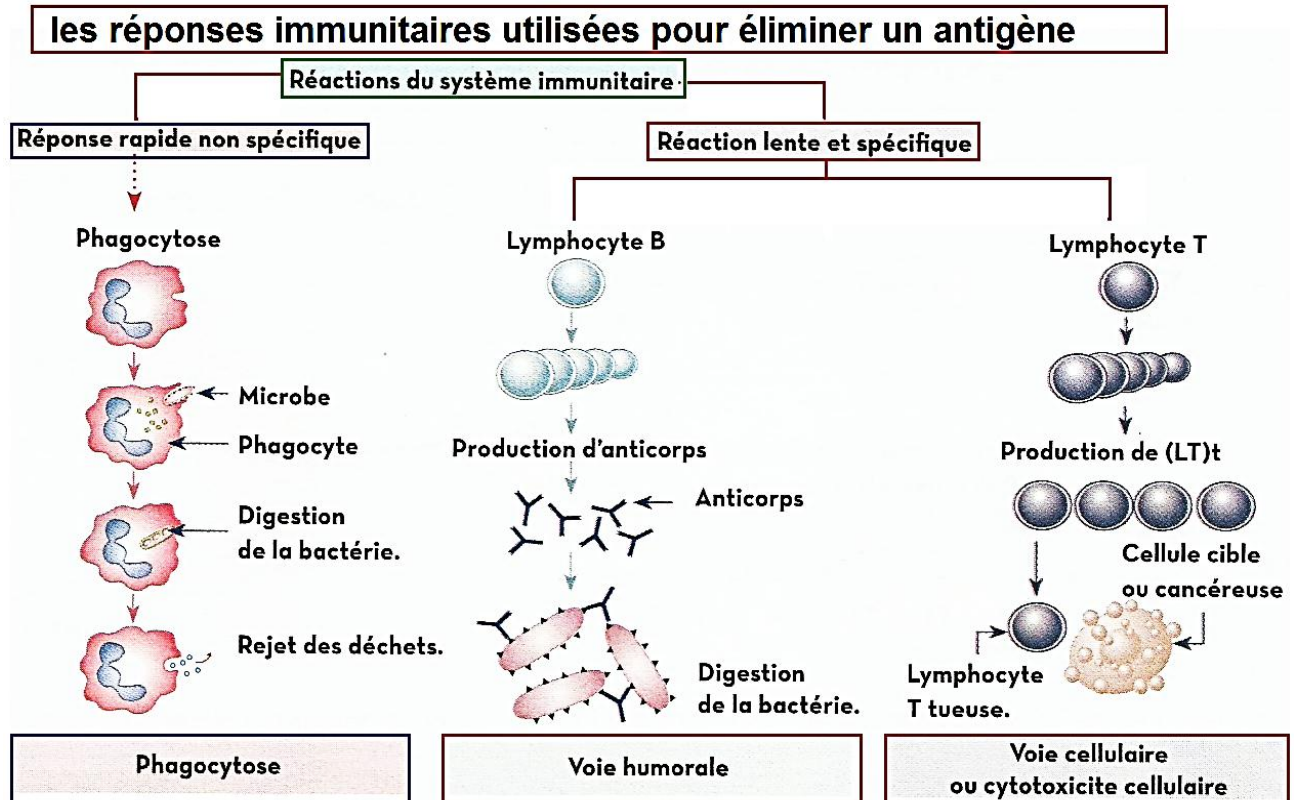 les réponses immunitaires utilisées pour éliminer un antigène
Réactions du système immunitaire
Réponse rapide non spécifique
Réaction lente et spécifique
Phagocytose
Microbe
Phagocyte
Digestion
de la bactérie.
Rejet des déchets.
Phagocytose
Lymphocyte B
Production d'anticorps
Anticorps
Digestion
de la bactérie.
Voie humorale
Lymphocyte T
Production de (LT)t
Cellule cible
ou cancéreuse
Lymphocyte
T tueuse.
Voie cellulaire
ou cytotoxicite cellulaire